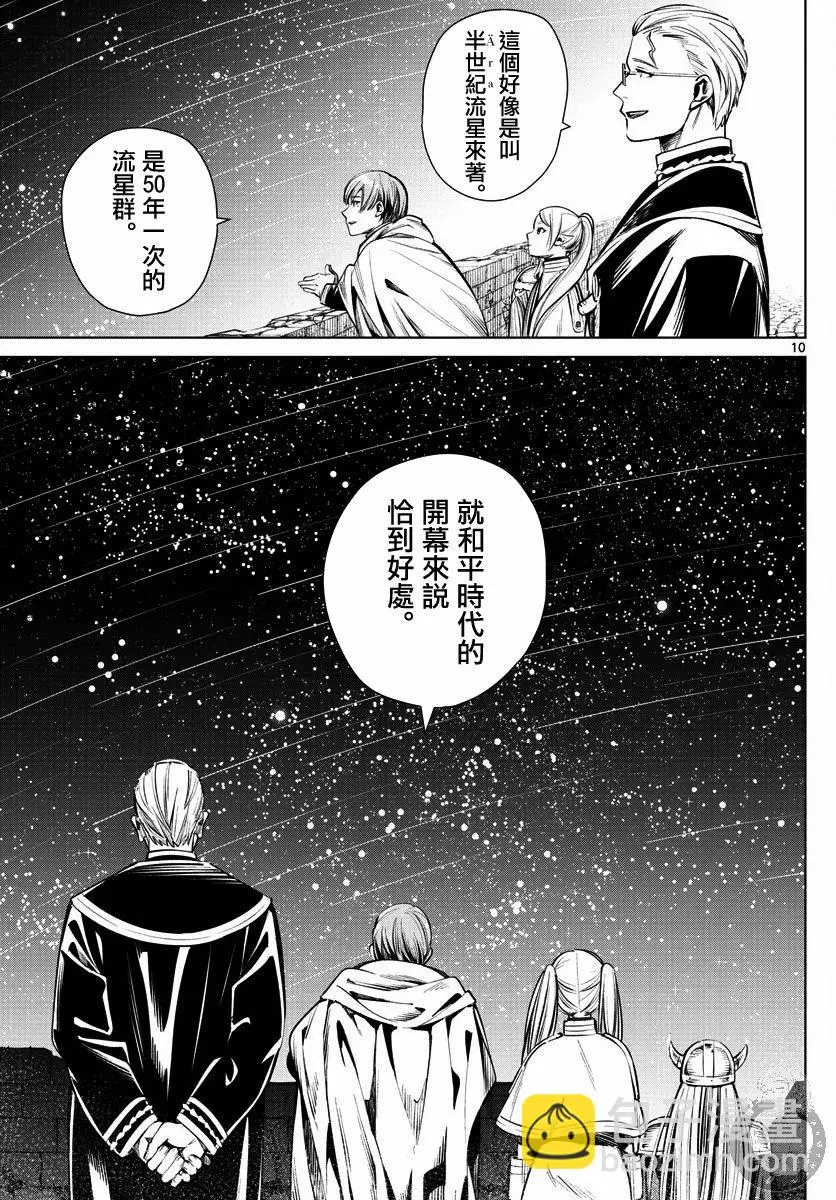 這個好像是叫
半世紀流星來著。
Ära
是50年一次的
流星群。
10
就和平時代的
開幕來說
恰到好處。
包子漫畫
baozimh.com